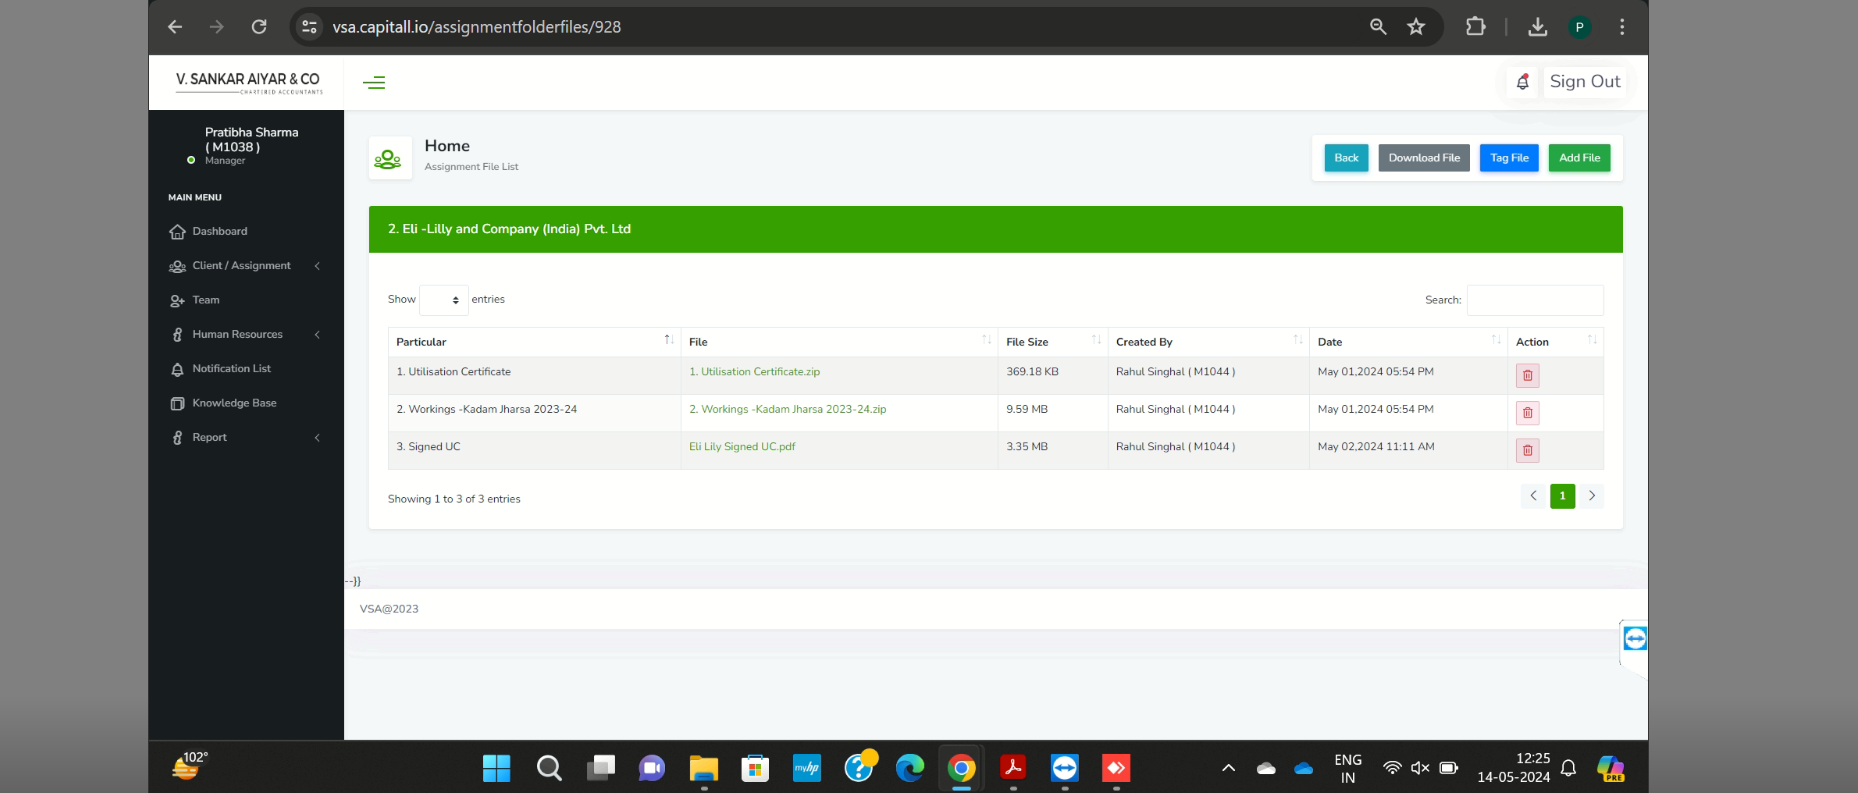 vsa.capitall.io/assignmentfolderfiles/928
P
V. SANKAR AIYAR & CO
CHARTERED ACCOUNTANTS
Sign Out
Pratibha Sharma
( M1038 )
Manager
MAIN MENU
Dashboard
Client / Assignment
Team
Human Resources
Notification List
Knowledge Base
Report
Home
Assignment File List
Back
Download File
Tag File
Add File
2. Eli -Lilly and Company (India) Pvt. Ltd
Show entries
Search:
Particular File File Size Created By Date Action
1. Utilisation Certificate 1. Utilisation Certificate.zip 369.18 KB Rahul Singhal ( M1044 ) May 01,2024 05:54 PM
2. Workings -Kadam Jharsa 2023-24 2. Workings -Kadam Jharsa 2023-24.zip 9.59 MB Rahul Singhal ( M1044 ) May 01,2024 05:54 PM
3. Signed UC Eli Lily Signed UC.pdf 3.35 MB Rahul Singhal ( M1044 ) May 02,2024 11:11 AM
Showing 1 to 3 of 3 entries
1
--}}
VSA@2023
102°
myhp
ENG
IN
12:25
14-05-2024
PRE